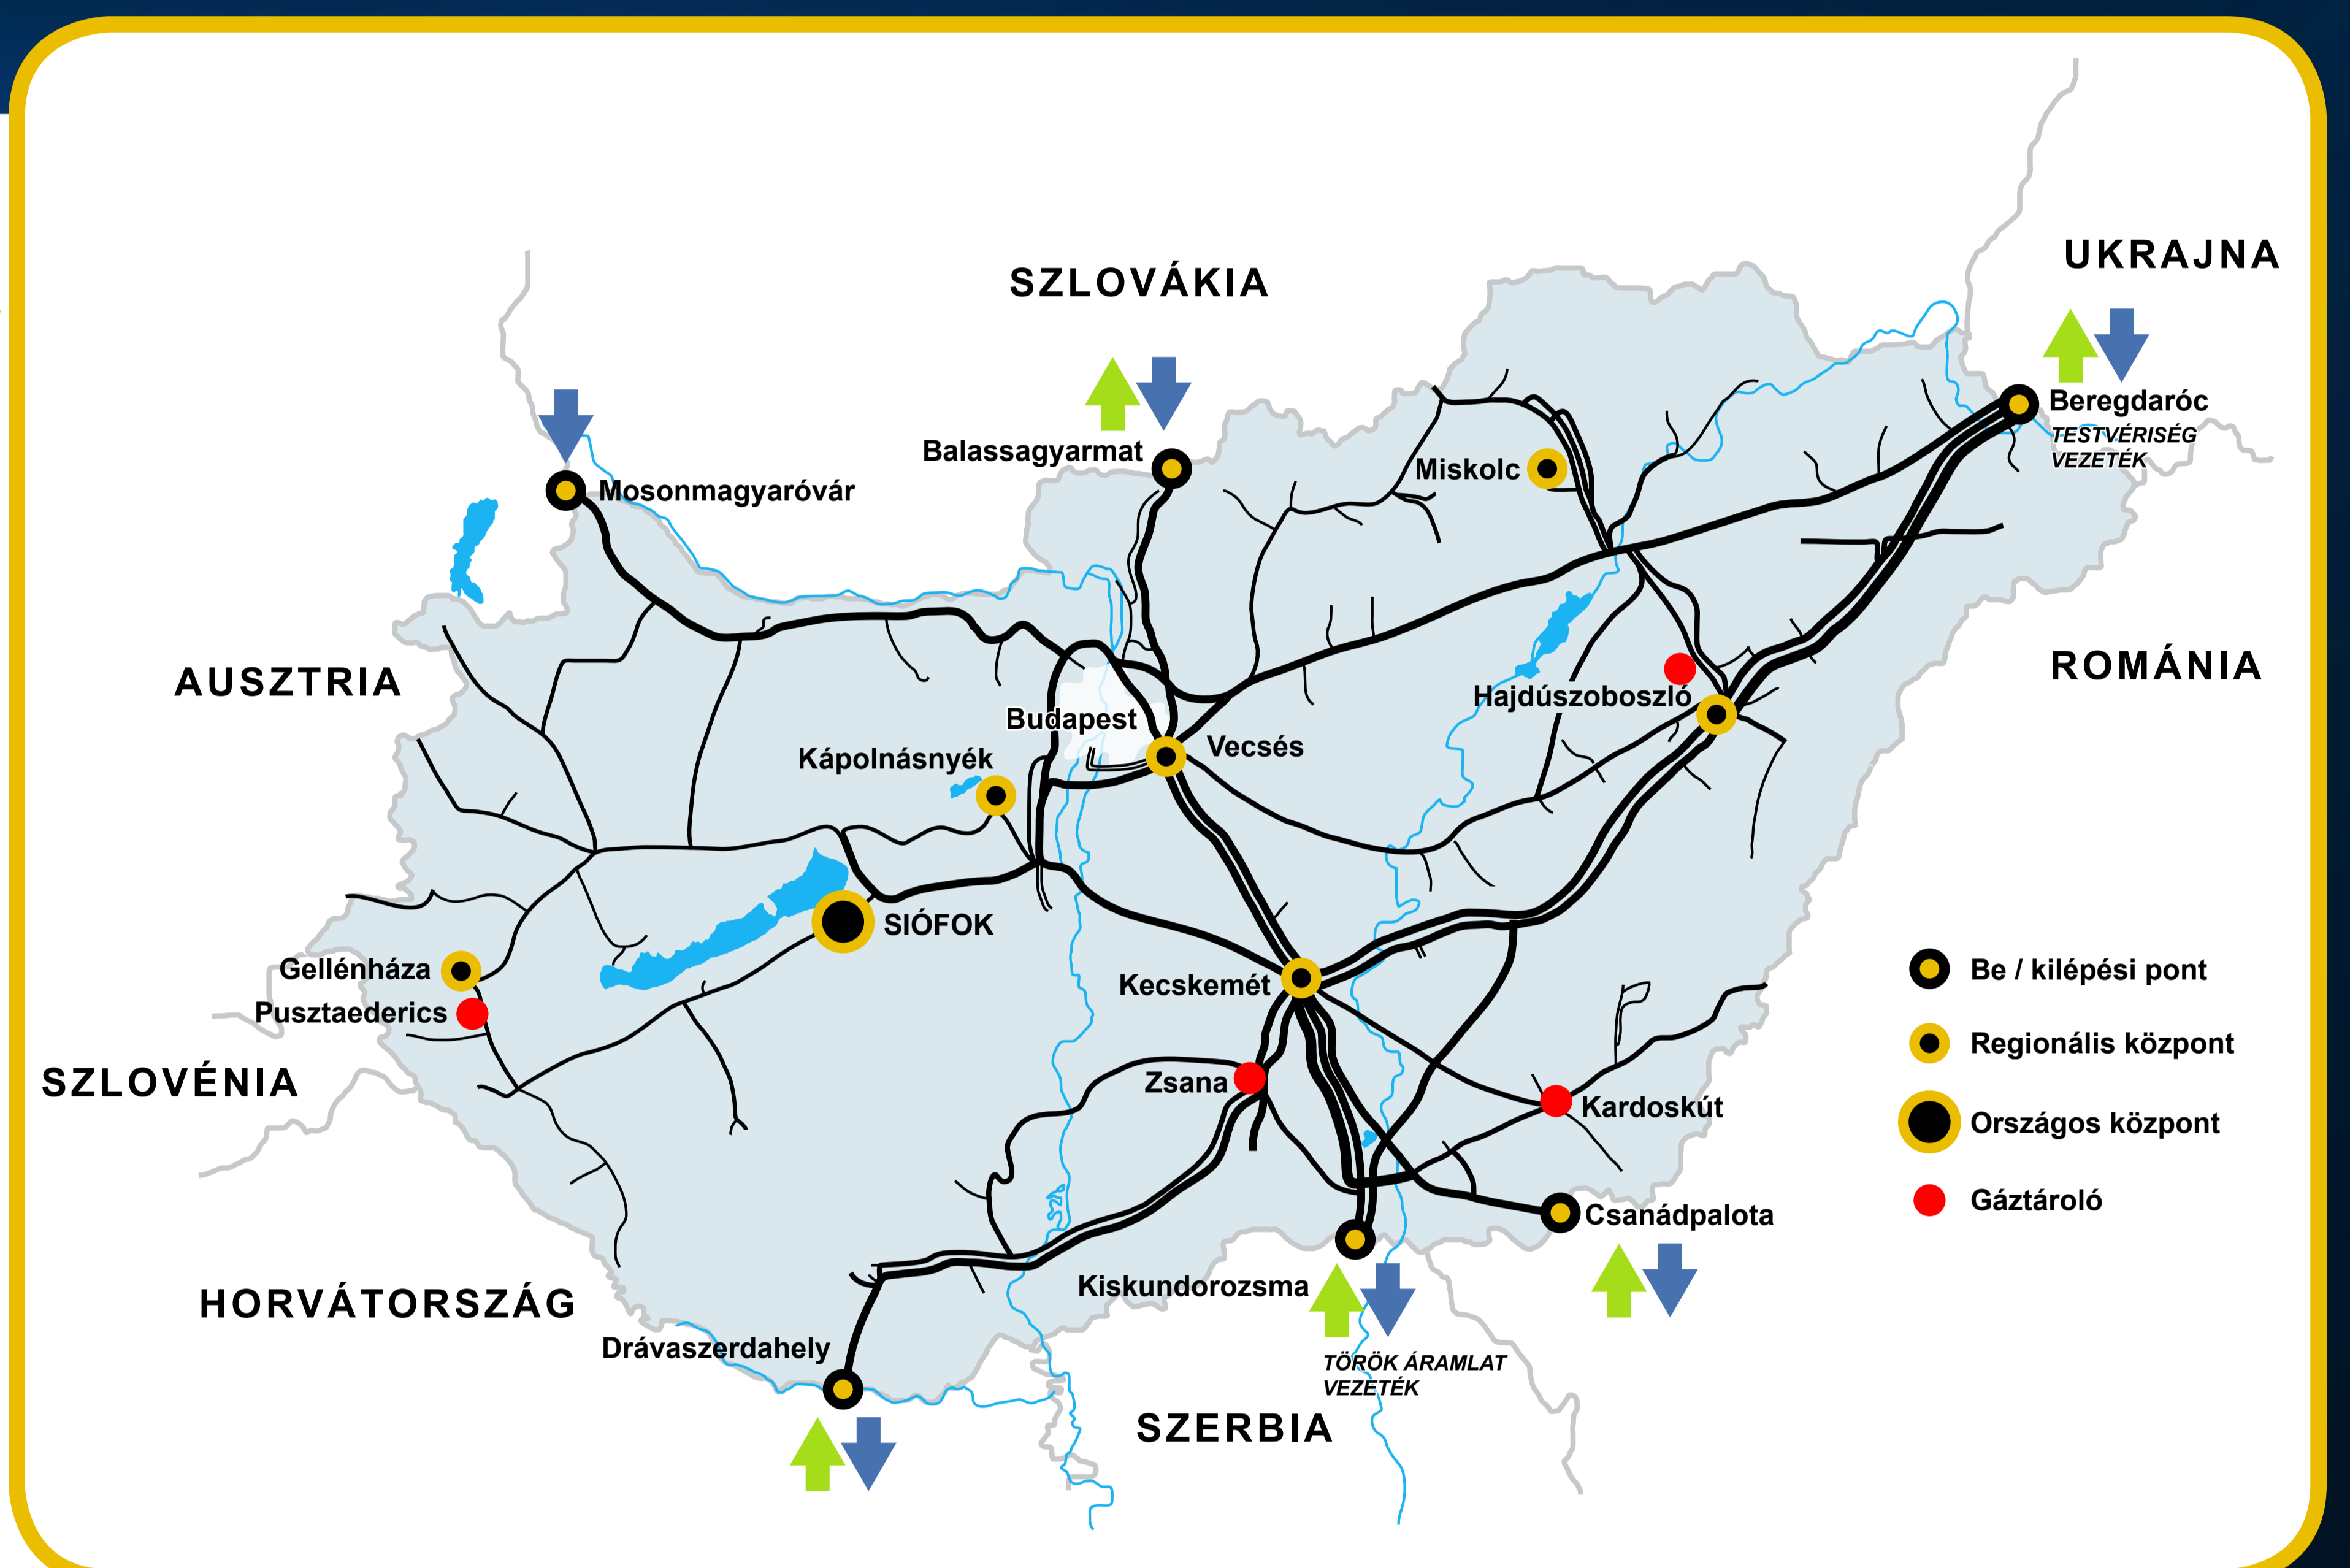 UKRAJNA
SZLOVÁKIA
Beregdaróc
TESTVÉRISÉG
VEZETÉK
Balassagyarmat
Miskolc
Mosonmagyaróvár
AUSZTRIA
ROMÁNIA
Hajdúszoboszló
Budapest
Vecsés
Kápolnásnyék
SIÓFOK
Gellénháza
Pusztaederics
Kecskemét
Be / kilépési pont
Regionális központ
Országos központ
Gáztároló
SZLOVÉNIA
Zsana
Kardoskút
Csanádpalota
Kiskundorozsma
HORVÁTORSZÁG
Drávaszerdahely
TÖRÖK ÁRAMLAT
VEZETÉK
SZERBIA